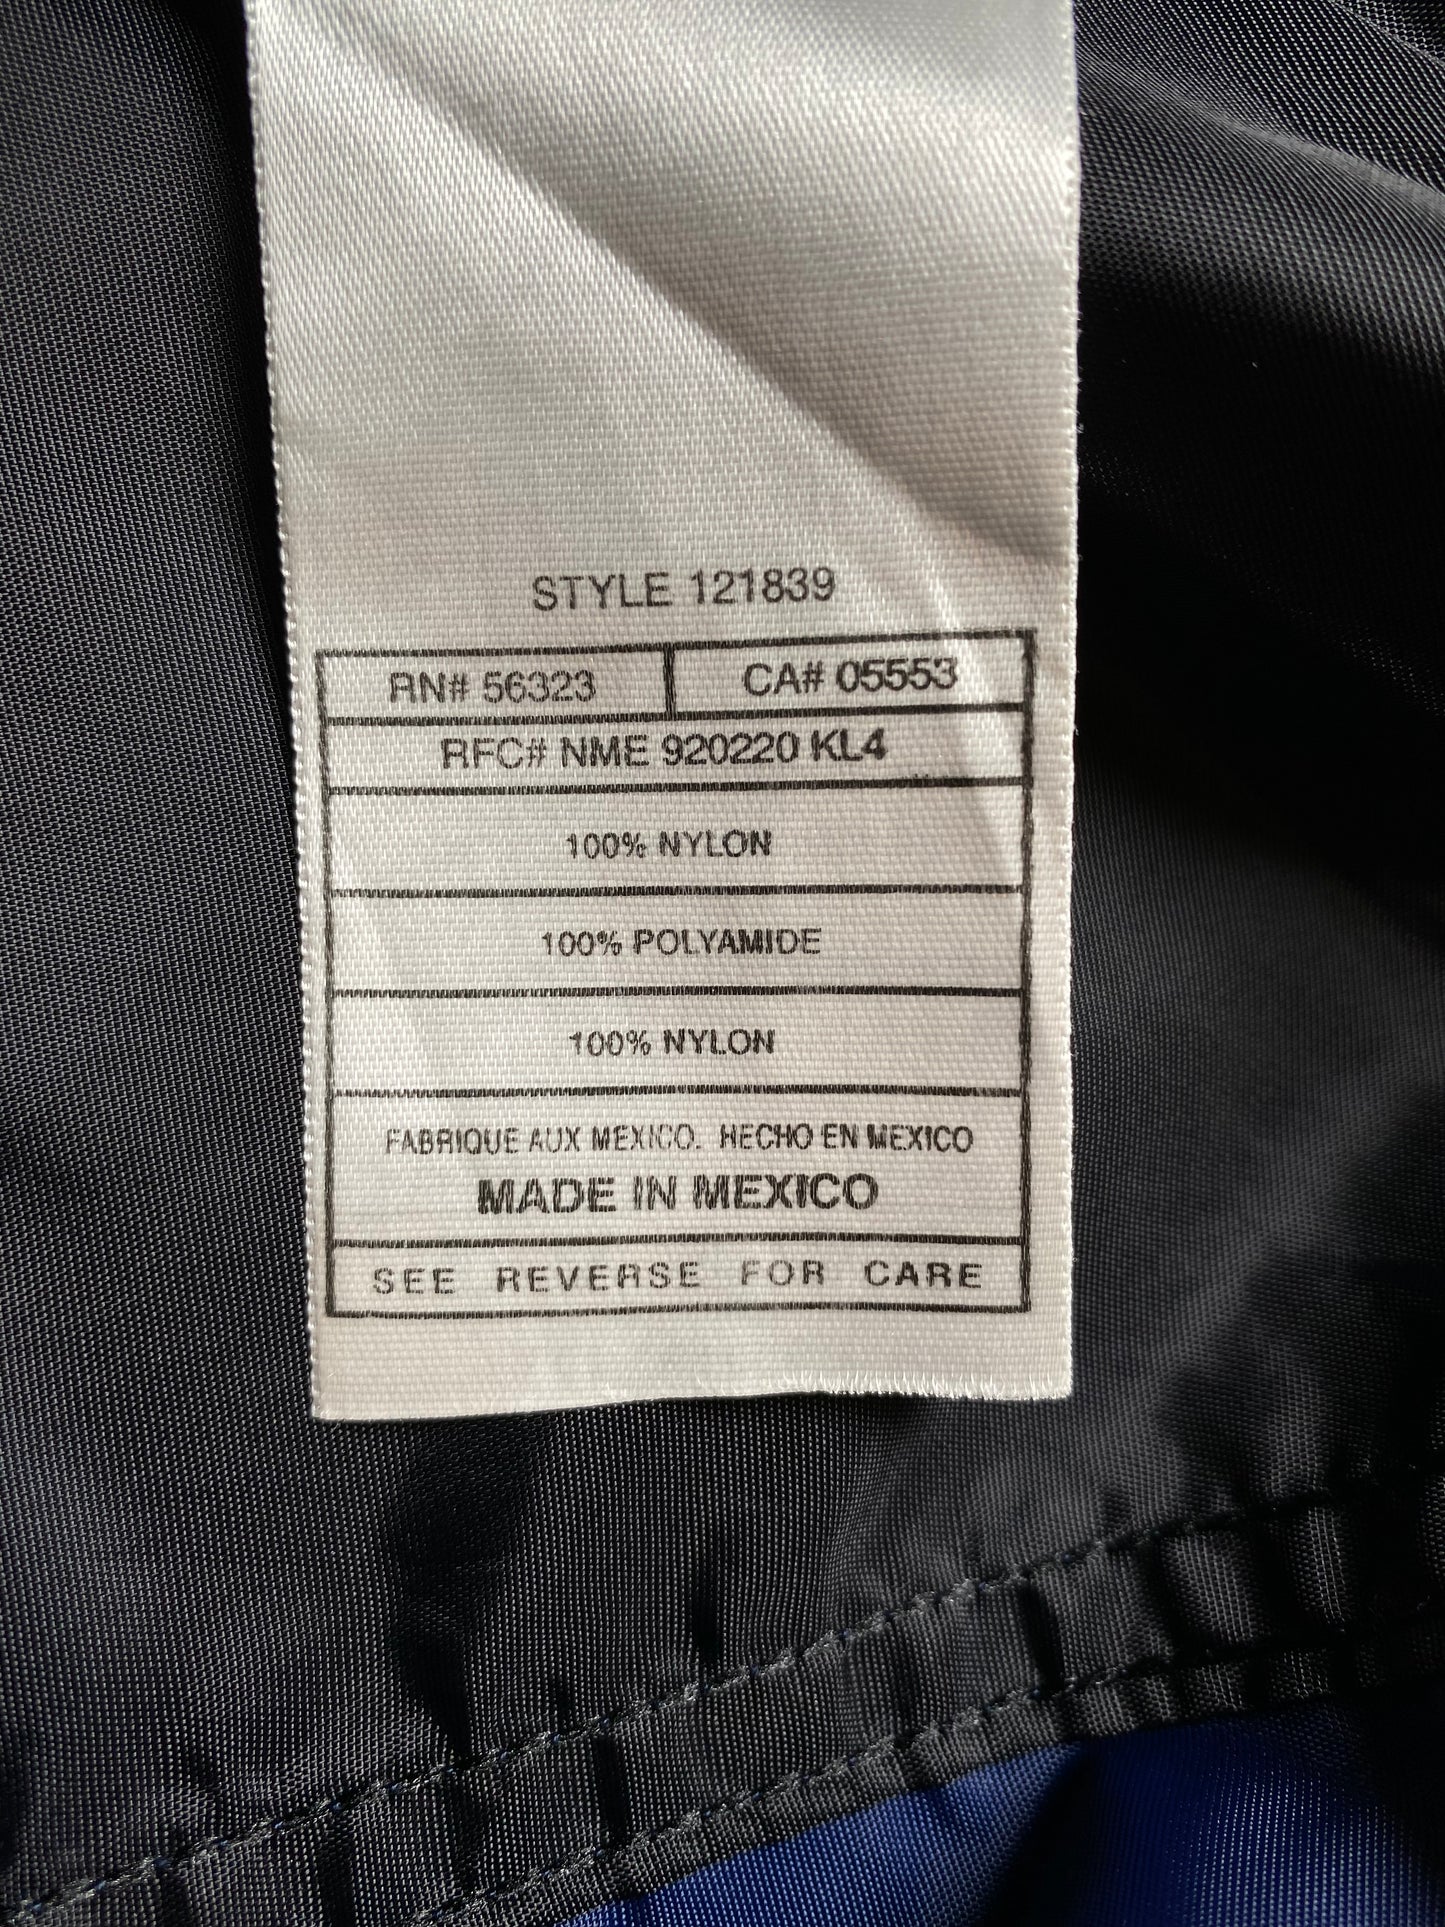 STYLE 121839
RN# 56323 CA# 05553
RFC# NME 920220 KL4
100% NYLON
100% POLYAMIDE
100% NYLON
FABRIQUE AUX MEXICO. HECHO EN MEXICO
MADE IN MEXICO
SEE REVERSE FOR CARE